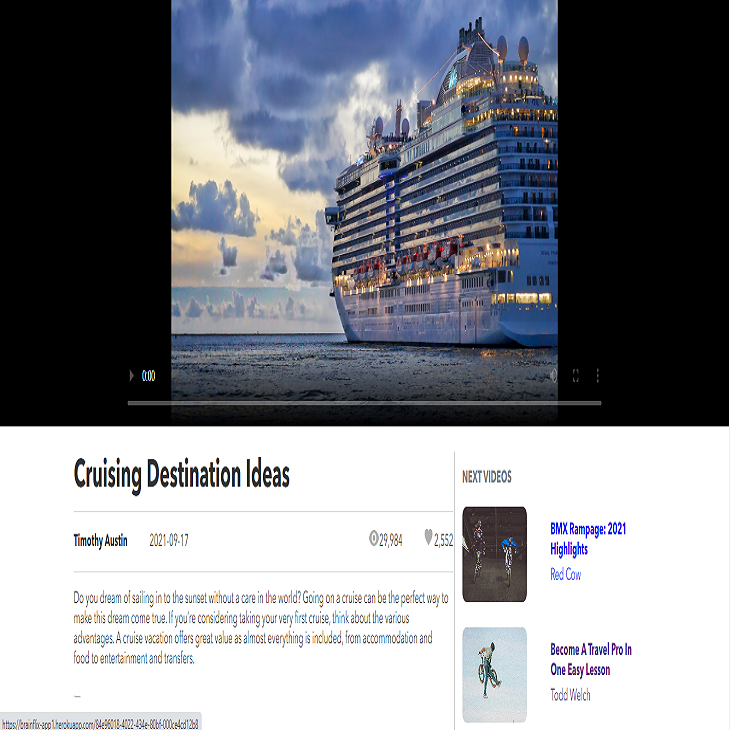 0:00
Cruising Destination Ideas
Timothy Austin 2021-09-17 29,984 2,552
Do you dream of sailing in to the sunset without a care in the world? Going on a cruise can be the perfect way to
make this dream come true. If you're considering taking your very first cruise, think about the various
advantages. A cruise vacation offers great value as almost everything is included, from accommodation and
food to entertainment and transfers.
NEXT VIDEOS
BMX Rampage: 2021
Highlights
Red Cow
Become A Travel Pro In
One Easy Lesson
Todd Welch
https://brainflix-app1.herokuapp.com/84e96018-4022-434e-80bf-000ce4cd12b8